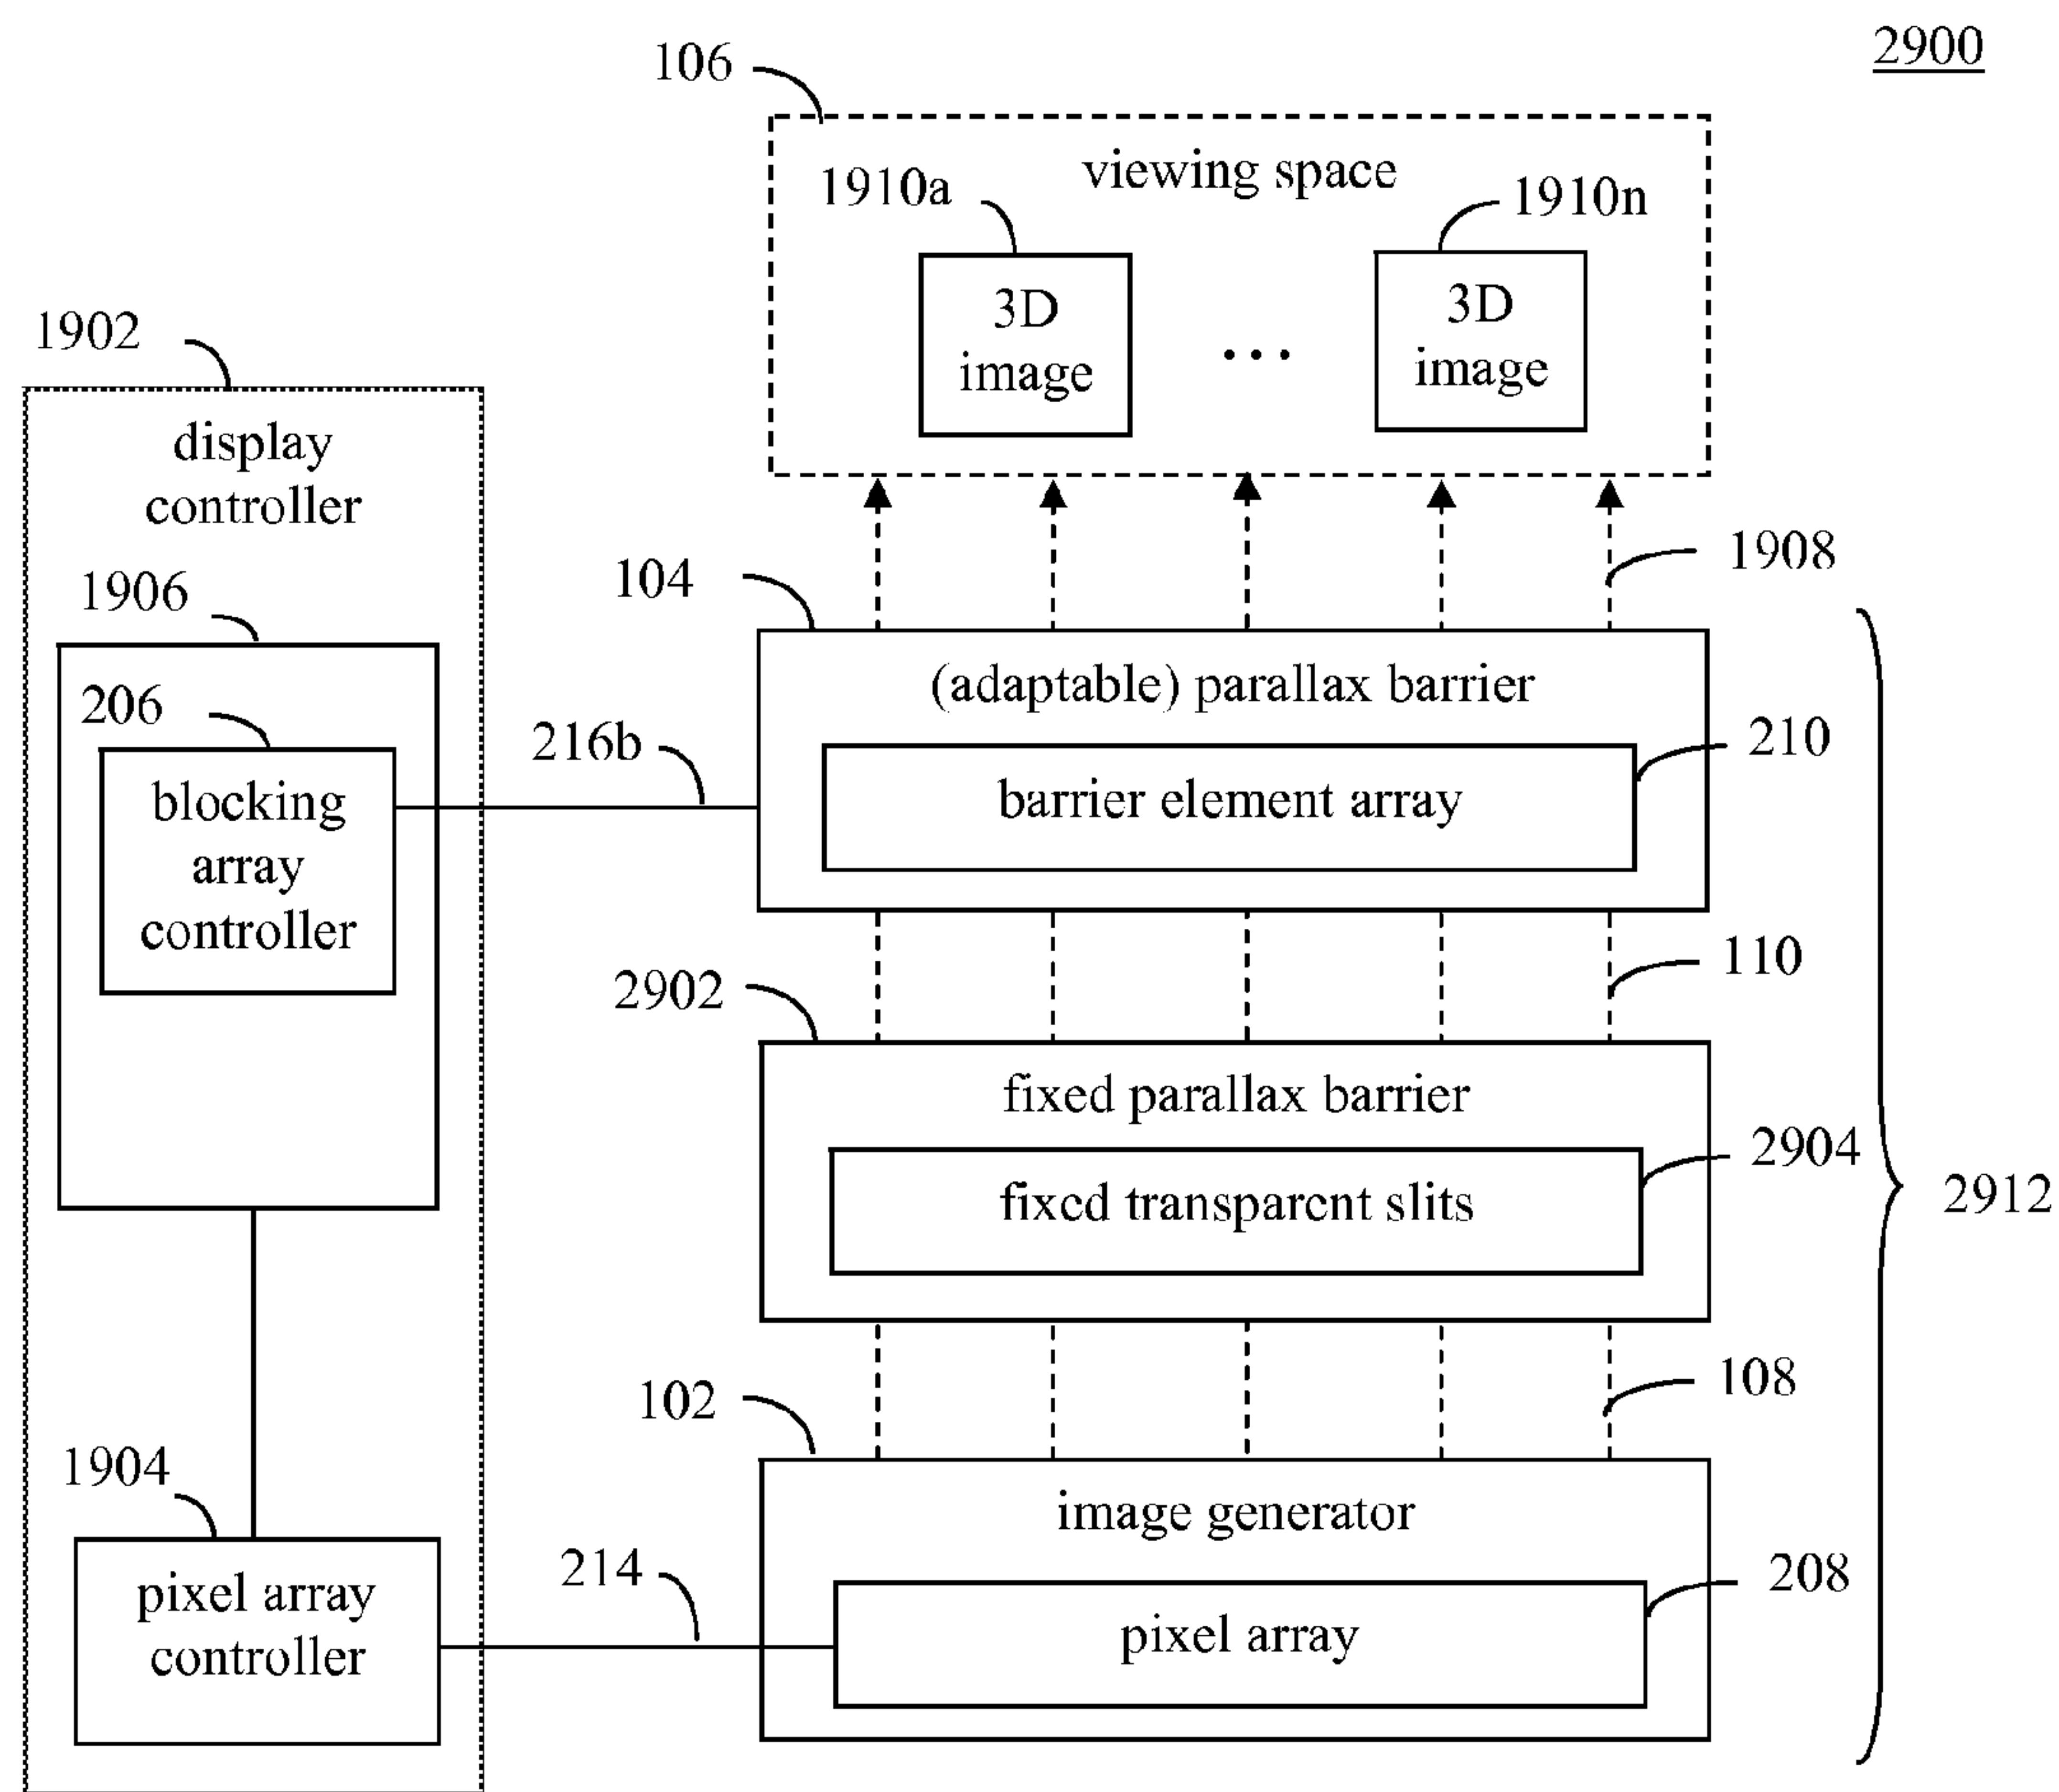 2900
106
viewing space
1910a
1910n
3D
image
...
3D
image
1902
display
controller
1906
206
blocking
array
controller
216b
104
1908
(adaptable) parallax barrier
210
barrier element array
110
2902
fixed parallax barrier
2904
fixed transparent slits
2912
108
102
image generator
1904
pixel array
controller
214
208
pixel array